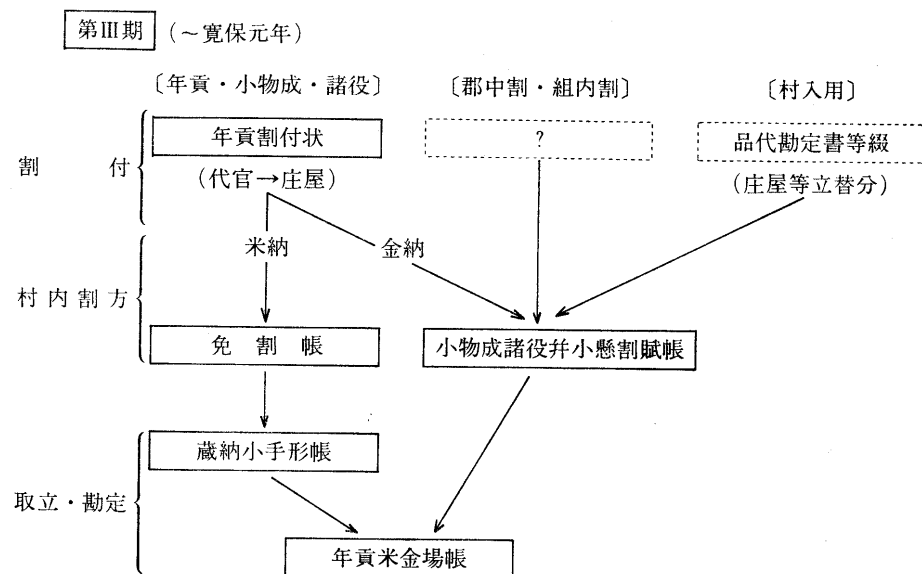 第Ⅲ期 (～寛保元年)
〔年貢・小物成・諸役〕 〔郡中割・組内割〕 〔村入用〕
割付 年貢割付状 ? 品代勘定書等綴
(代官→庄屋) (庄屋等立替分)
米納 金納
村内割方
免割帳 小物成諸役幷小懸割賦帳
蔵納小手形帳
取立・勘定
年貢米金場帳